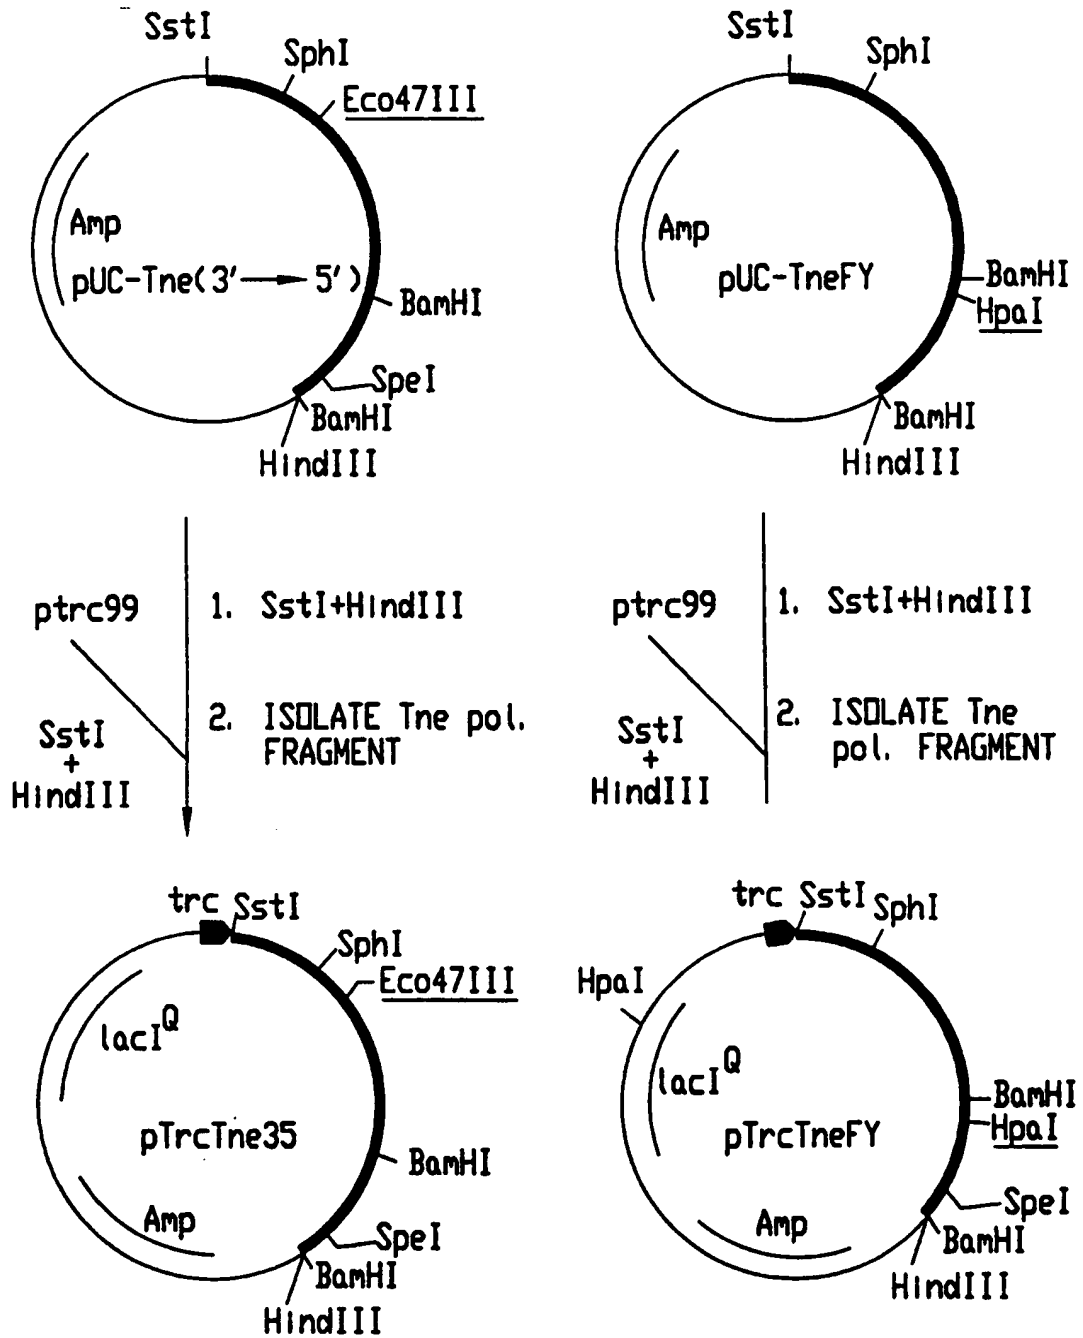 SstI
SphI
Eco47III
Amp
pUC-Tne(3'⟶5')
BamHI
SpeI
BamHI
HindIII
SstI
SphI
Amp
pUC-TneFY
BamHI
HpaI
BamHI
HindIII
ptrc99
SstI
+
HindIII
1. SstI+HindIII
2. ISOLATE Tne pol.
FRAGMENT
ptrc99
SstI
+
HindIII
1. SstI+HindIII
2. ISOLATE Tne
pol. FRAGMENT
trc SstI
SphI
Eco47III
lacI^Q
pTrcTne35
BamHI
Amp
SpeI
BamHI
HindIII
trc SstI
SphI
HpaI
lacI^Q
BamHI
HpaI
pTrcTneFY
SpeI
Amp
BamHI
HindIII